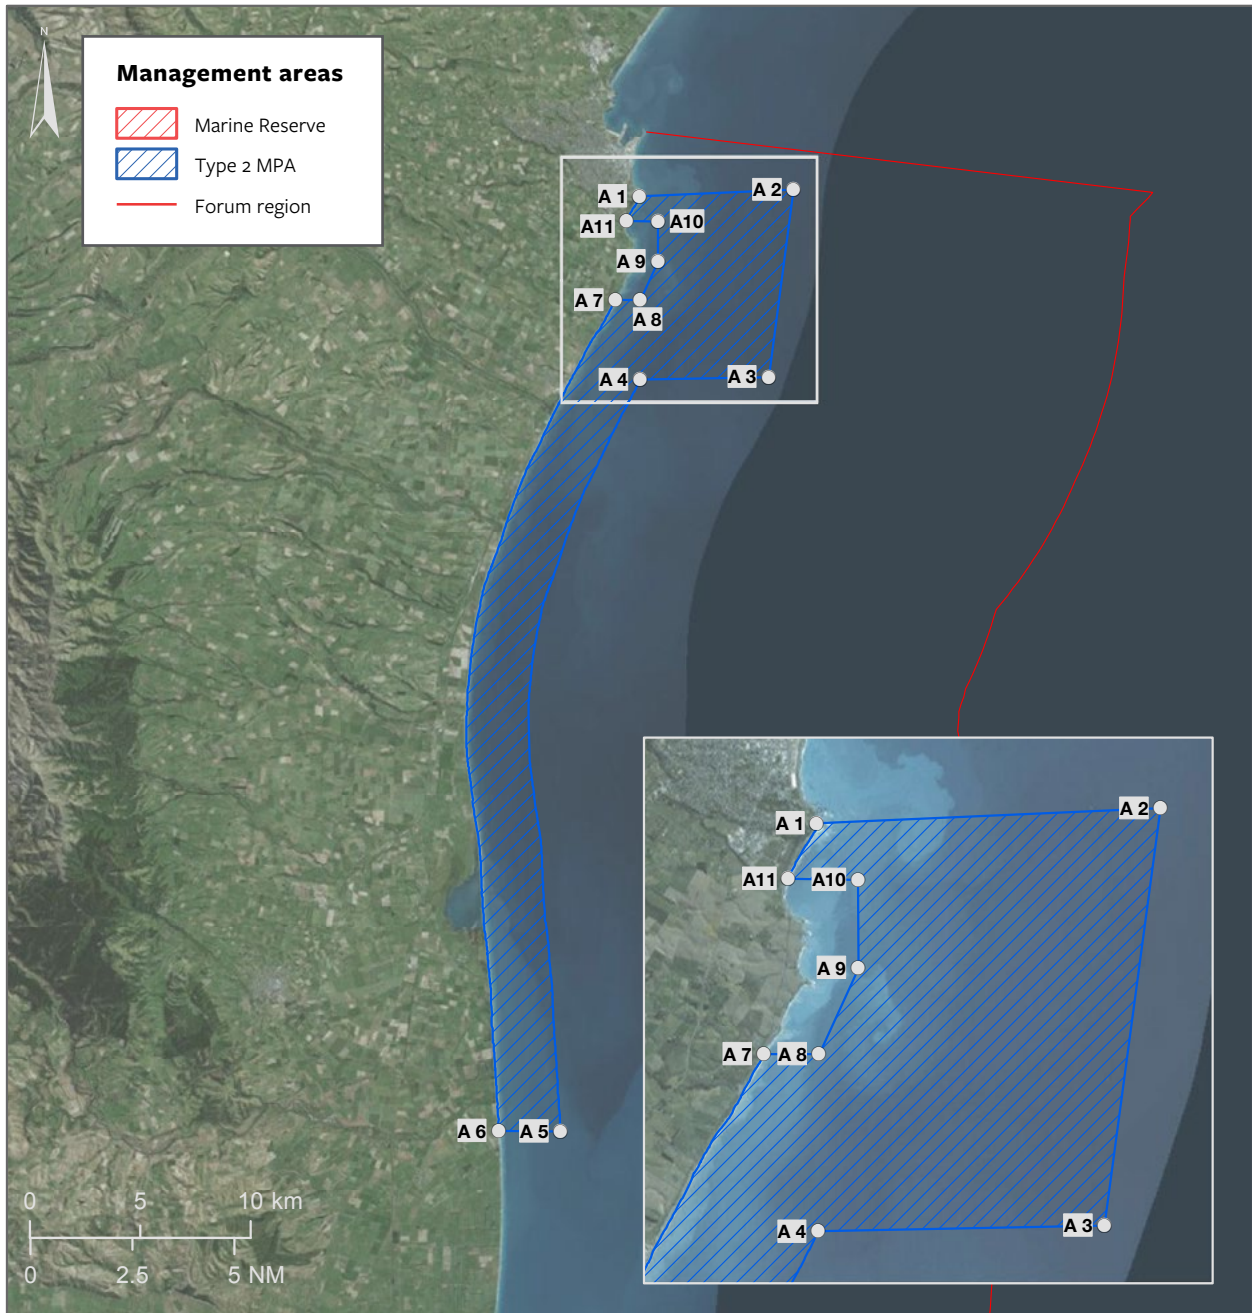 N
Management areas
Marine Reserve
Type 2 MPA
Forum region
A 1
A 2
A11
A10
A 9
A 7
A 8
A 4
A 3
A 6
A 5
0 5 10 km
0 2.5 5 NM
A 1
A 2
A11
A10
A 9
A 7
A 8
A 4
A 3